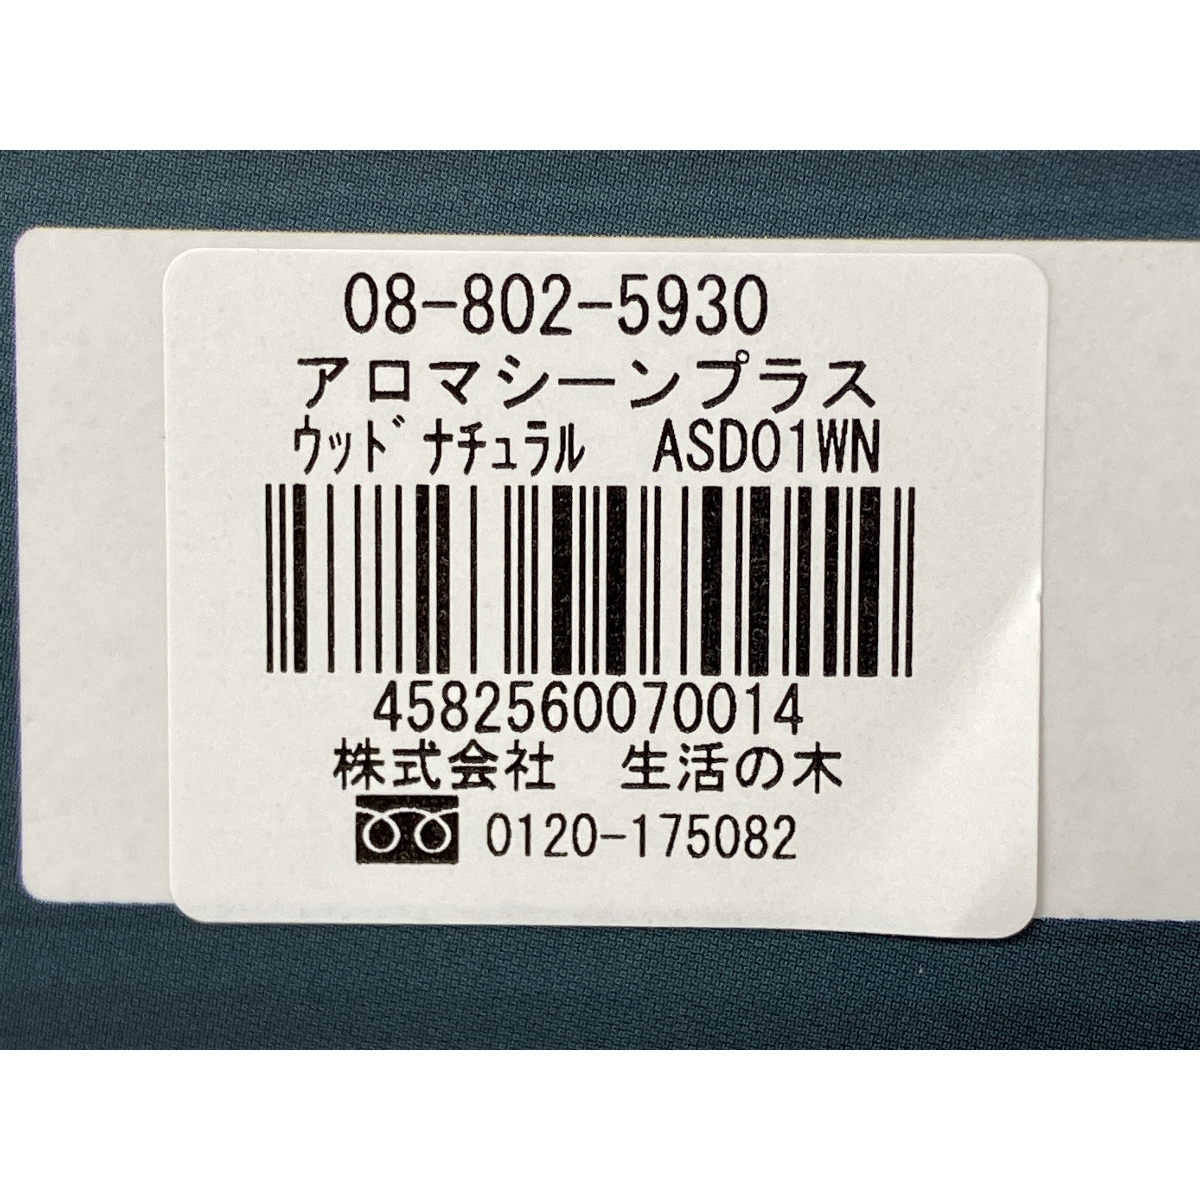 08-802-5930
アロマシーンプラス
ｳｯﾄﾞﾅﾁｭﾗﾙ ASD01WN
4582560070014
株式会社 生活の木
0120-175082